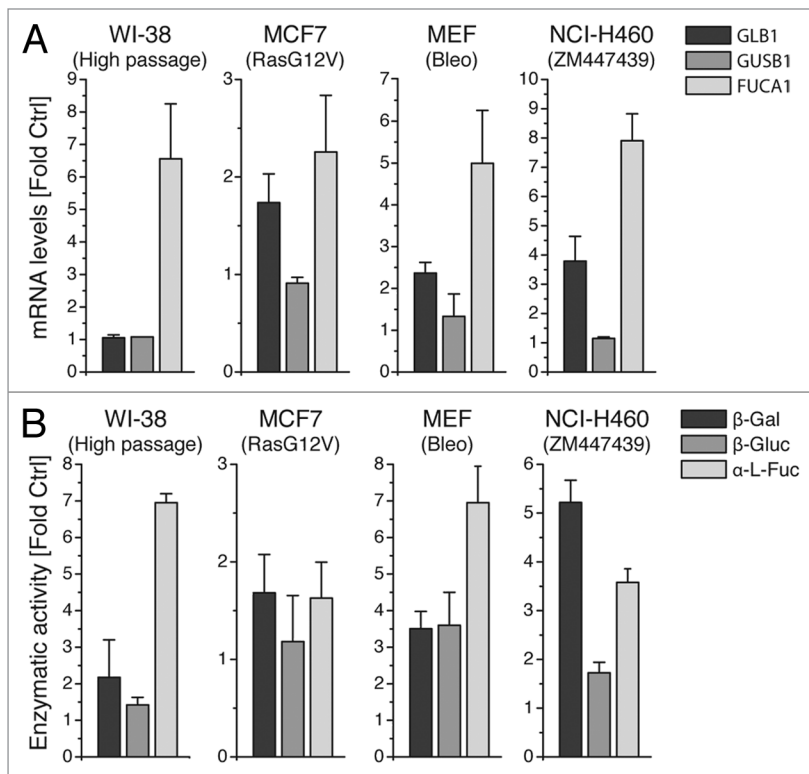 A
WI-38
(High passage)
MCF7
(RasG12V)
MEF
(Bleo)
NCI-H460
(ZM447439)
GLB1
GUSB1
FUCA1
mRNA levels [Fold Ctrl]
9
8
7
6
5
4
3
2
1
0
3
2
1
0
7
6
5
4
3
2
1
0
10
9
8
7
6
5
4
3
2
1
0
B
WI-38
(High passage)
MCF7
(RasG12V)
MEF
(Bleo)
NCI-H460
(ZM447439)
β-Gal
β-Gluc
α-L-Fuc
Enzymatic activity [Fold Ctrl]
8
7
6
5
4
3
2
1
0
3
2
1
0
8
7
6
5
4
3
2
1
0
6
5
4
3
2
1
0